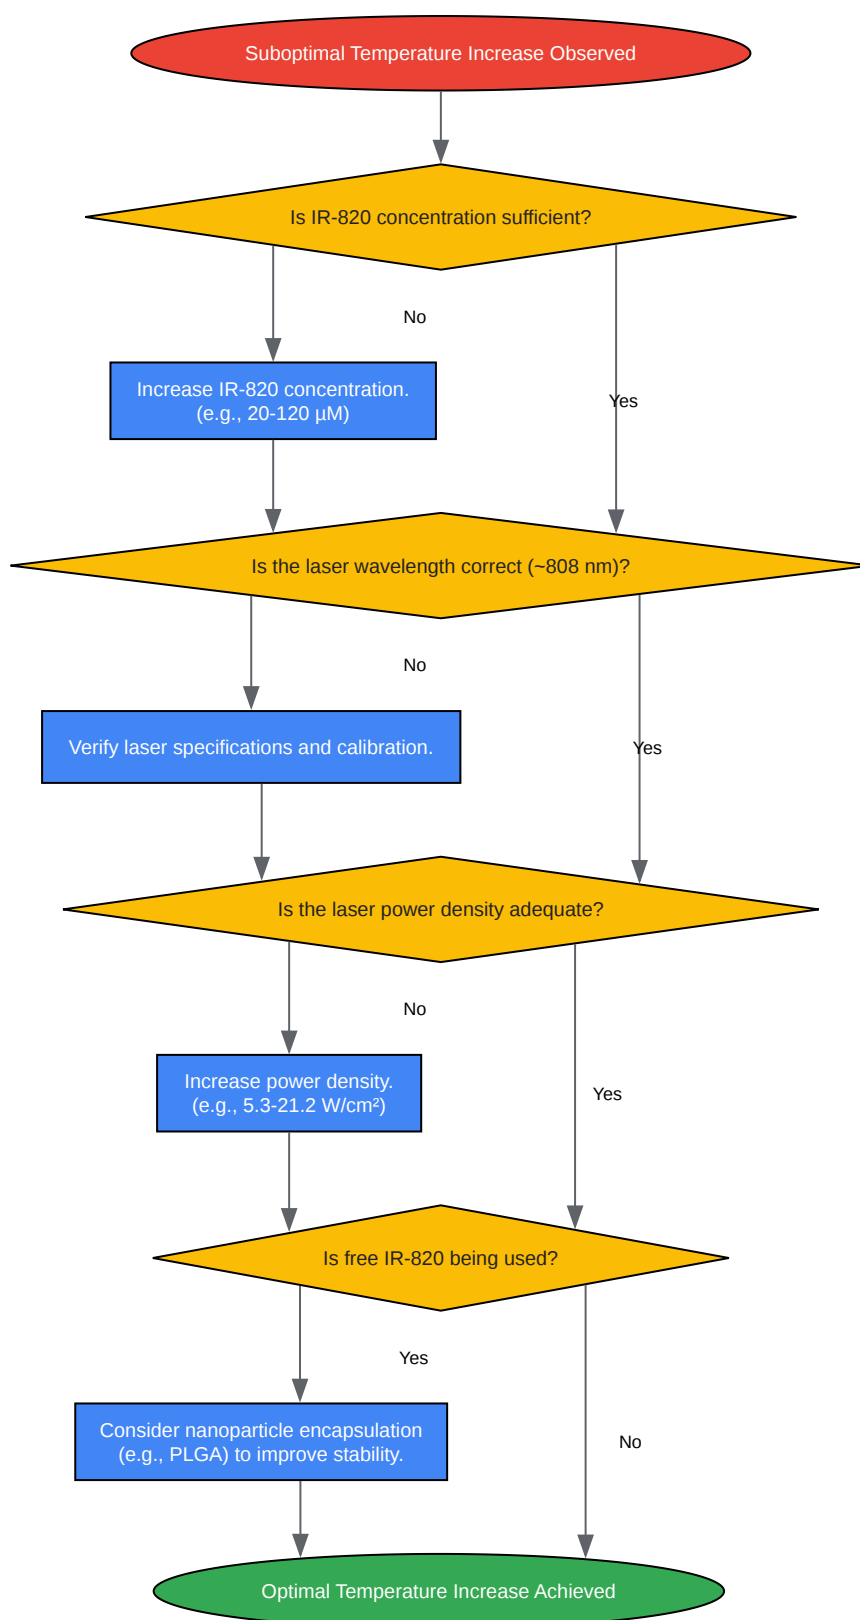 Suboptimal Temperature Increase Observed
Is IR-820 concentration sufficient?
No
Increase IR-820 concentration.
(e.g., 20-120 µM)
Yes
Is the laser wavelength correct (~808 nm)?
No
Verify laser specifications and calibration.
Yes
Is the laser power density adequate?
No
Increase power density.
(e.g., 5.3-21.2 W/cm²)
Yes
Is free IR-820 being used?
Yes
Consider nanoparticle encapsulation
(e.g., PLGA) to improve stability.
No
Optimal Temperature Increase Achieved